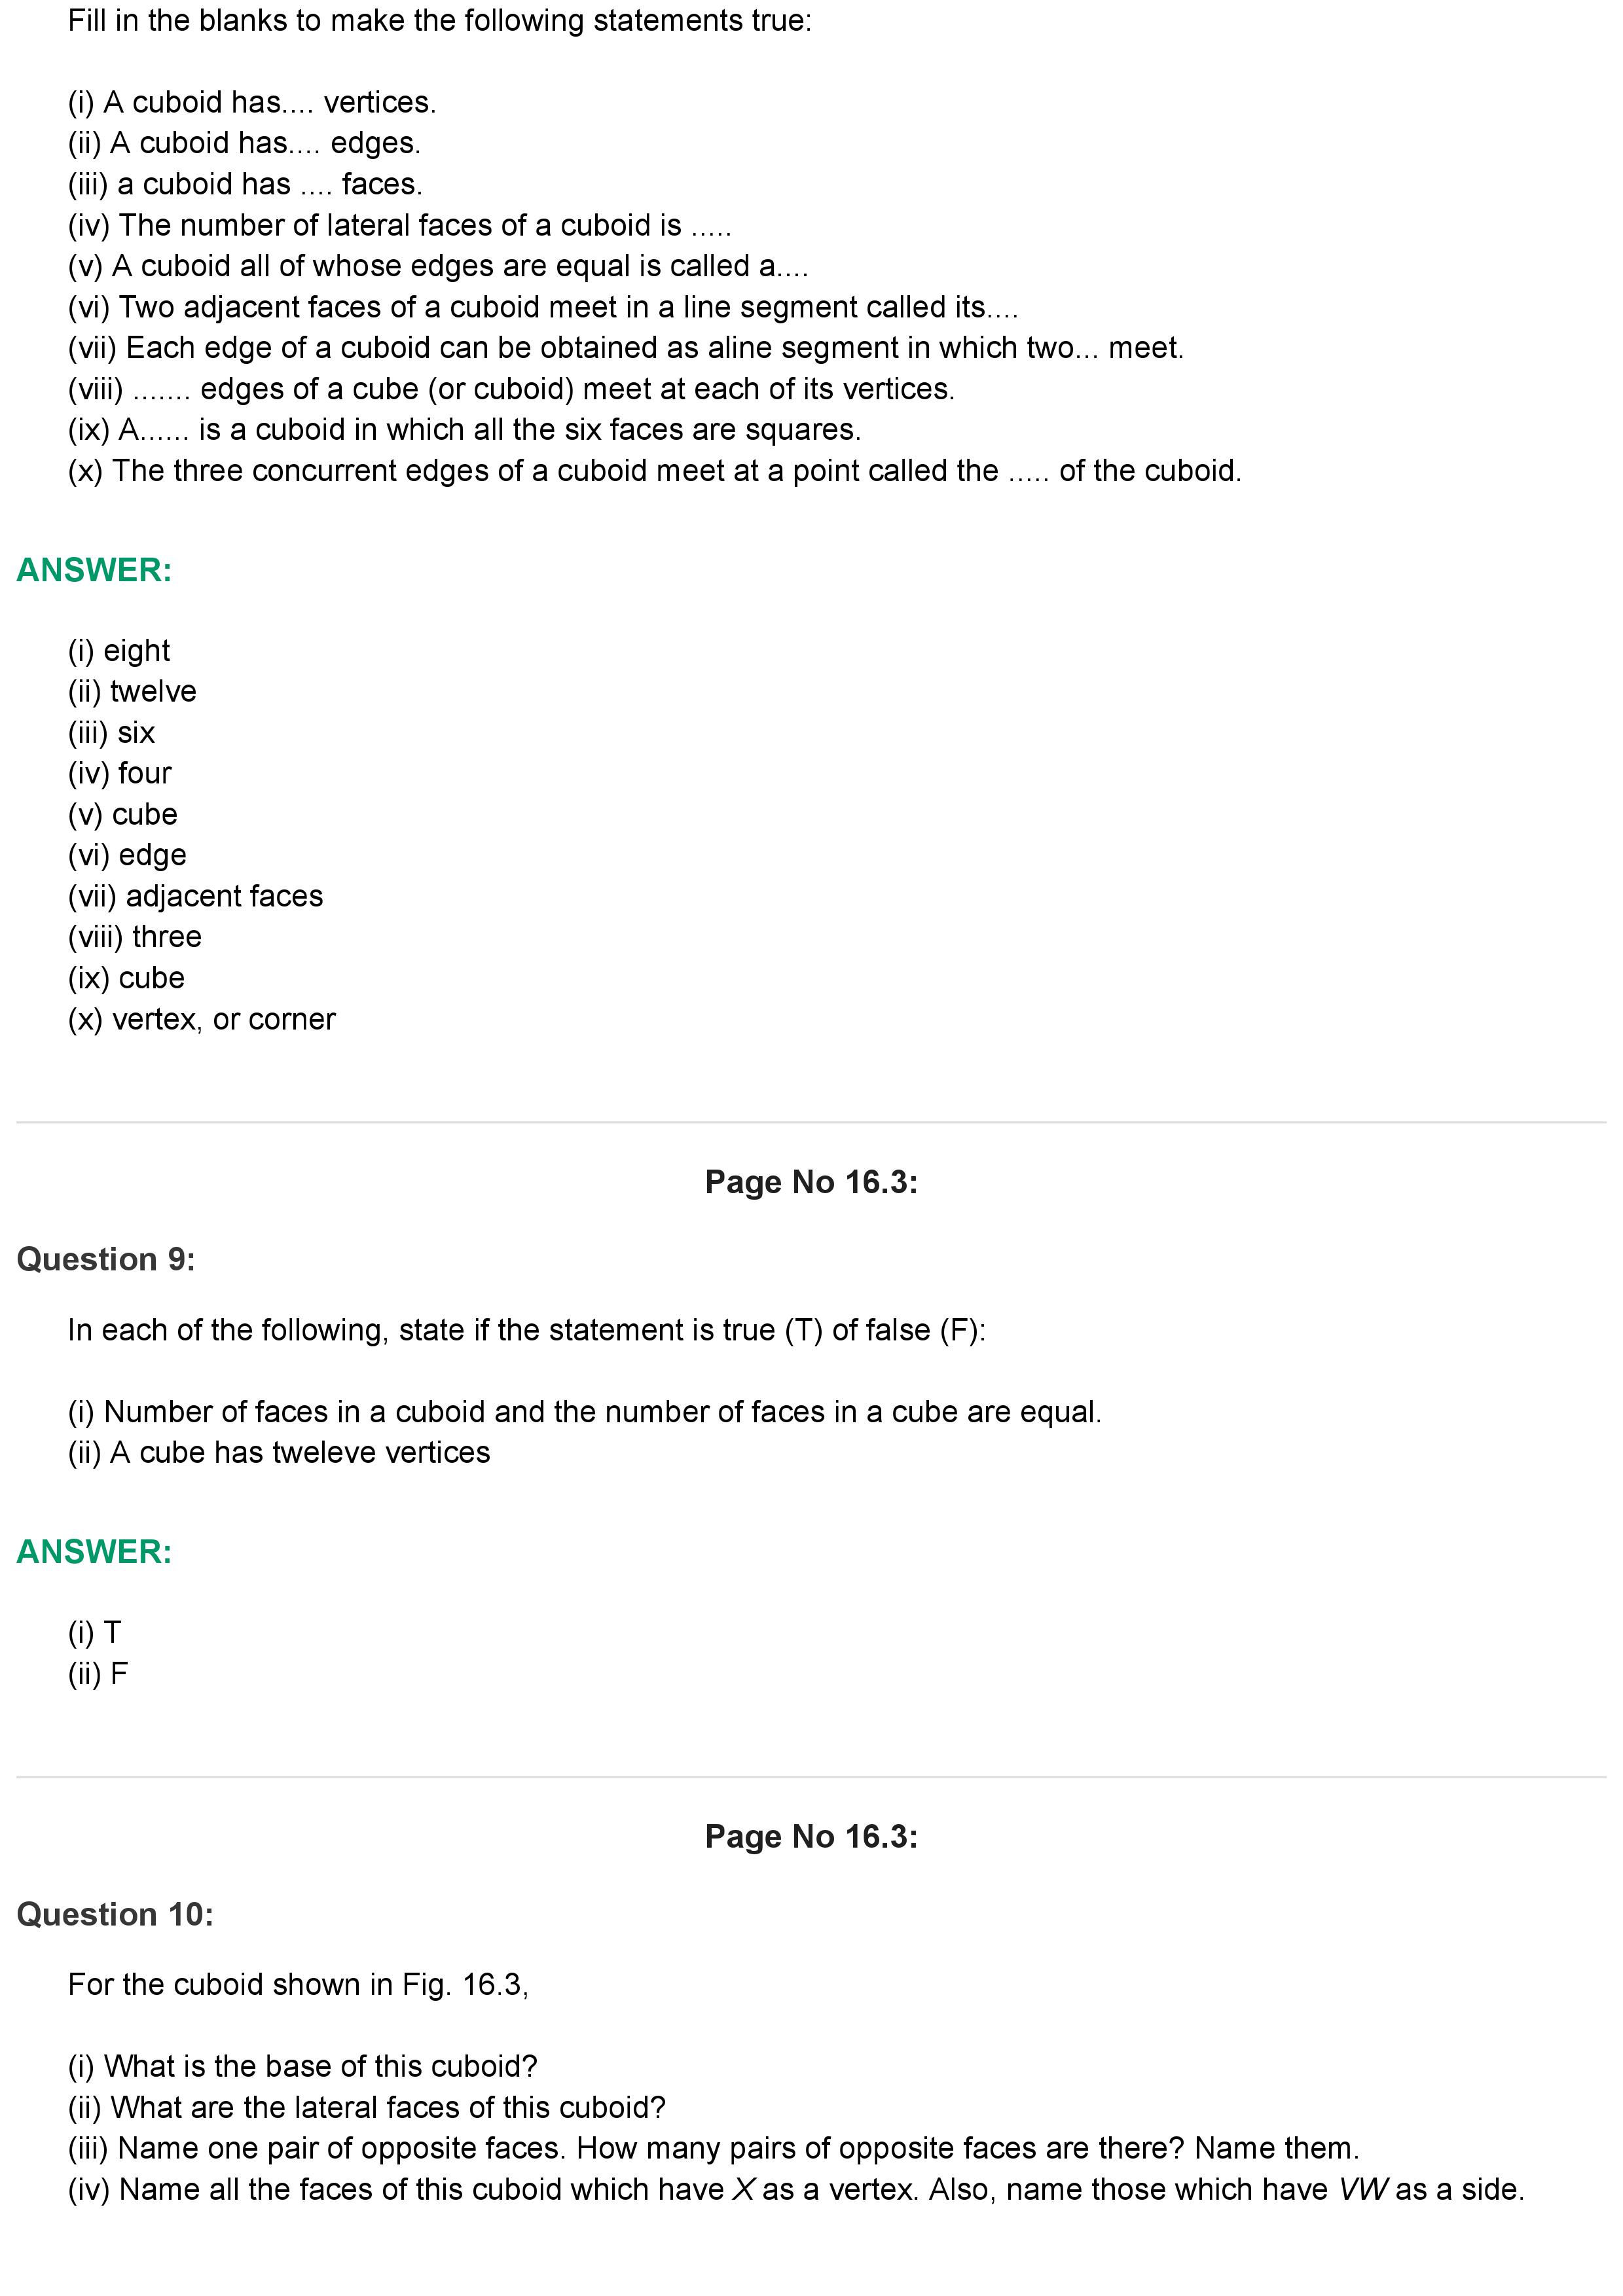 Fill in the blanks to make the following statements true:
(i) A cuboid has.... vertices.
(ii) A cuboid has.... edges.
(iii) a cuboid has .... faces.
(iv) The number of lateral faces of a cuboid is .....
(v) A cuboid all of whose edges are equal is called a....
(vi) Two adjacent faces of a cuboid meet in a line segment called its....
(vii) Each edge of a cuboid can be obtained as aline segment in which two... meet.
(viii) ....... edges of a cube (or cuboid) meet at each of its vertices.
(ix) A...... is a cuboid in which all the six faces are squares.
(x) The three concurrent edges of a cuboid meet at a point called the ..... of the cuboid.
ANSWER:
(i) eight
(ii) twelve
(iii) six
(iv) four
(v) cube
(vi) edge
(vii) adjacent faces
(viii) three
(ix) cube
(x) vertex, or corner
Page No 16.3:
Question 9:
In each of the following, state if the statement is true (T) of false (F):
(i) Number of faces in a cuboid and the number of faces in a cube are equal.
(ii) A cube has tweleve vertices
ANSWER:
(i) T
(ii) F
Page No 16.3:
Question 10:
For the cuboid shown in Fig. 16.3,
(i) What is the base of this cuboid?
(ii) What are the lateral faces of this cuboid?
(iii) Name one pair of opposite faces. How many pairs of opposite faces are there? Name them.
(iv) Name all the faces of this cuboid which have X as a vertex. Also, name those which have VW as a side.